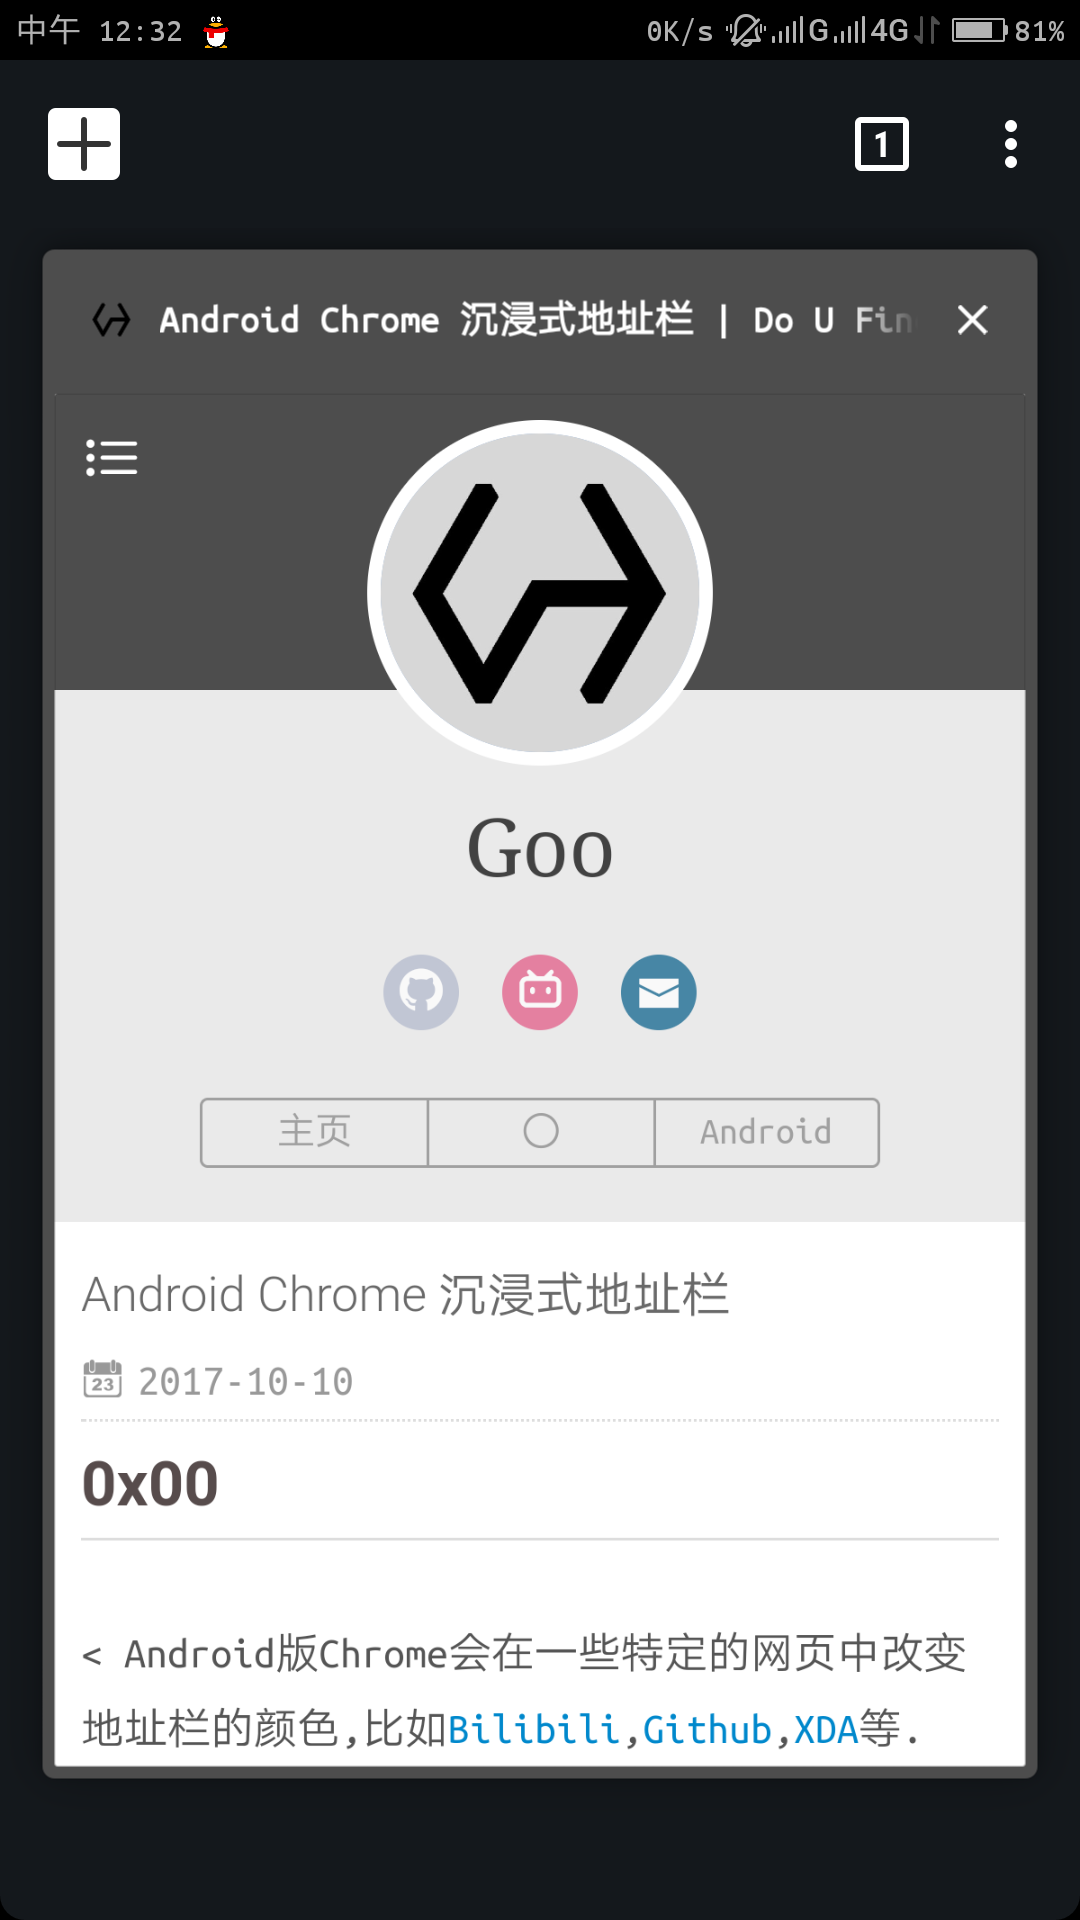 中午 12:32 0K/s G 4G 81%
1
Android Chrome 沉浸式地址栏 | Do U Fin
Goo
主页 Android
Android Chrome 沉浸式地址栏
23 2017-10-10
0x00
< Android版Chrome会在一些特定的网页中改变
地址栏的颜色,比如Bilibili,Github,XDA等.